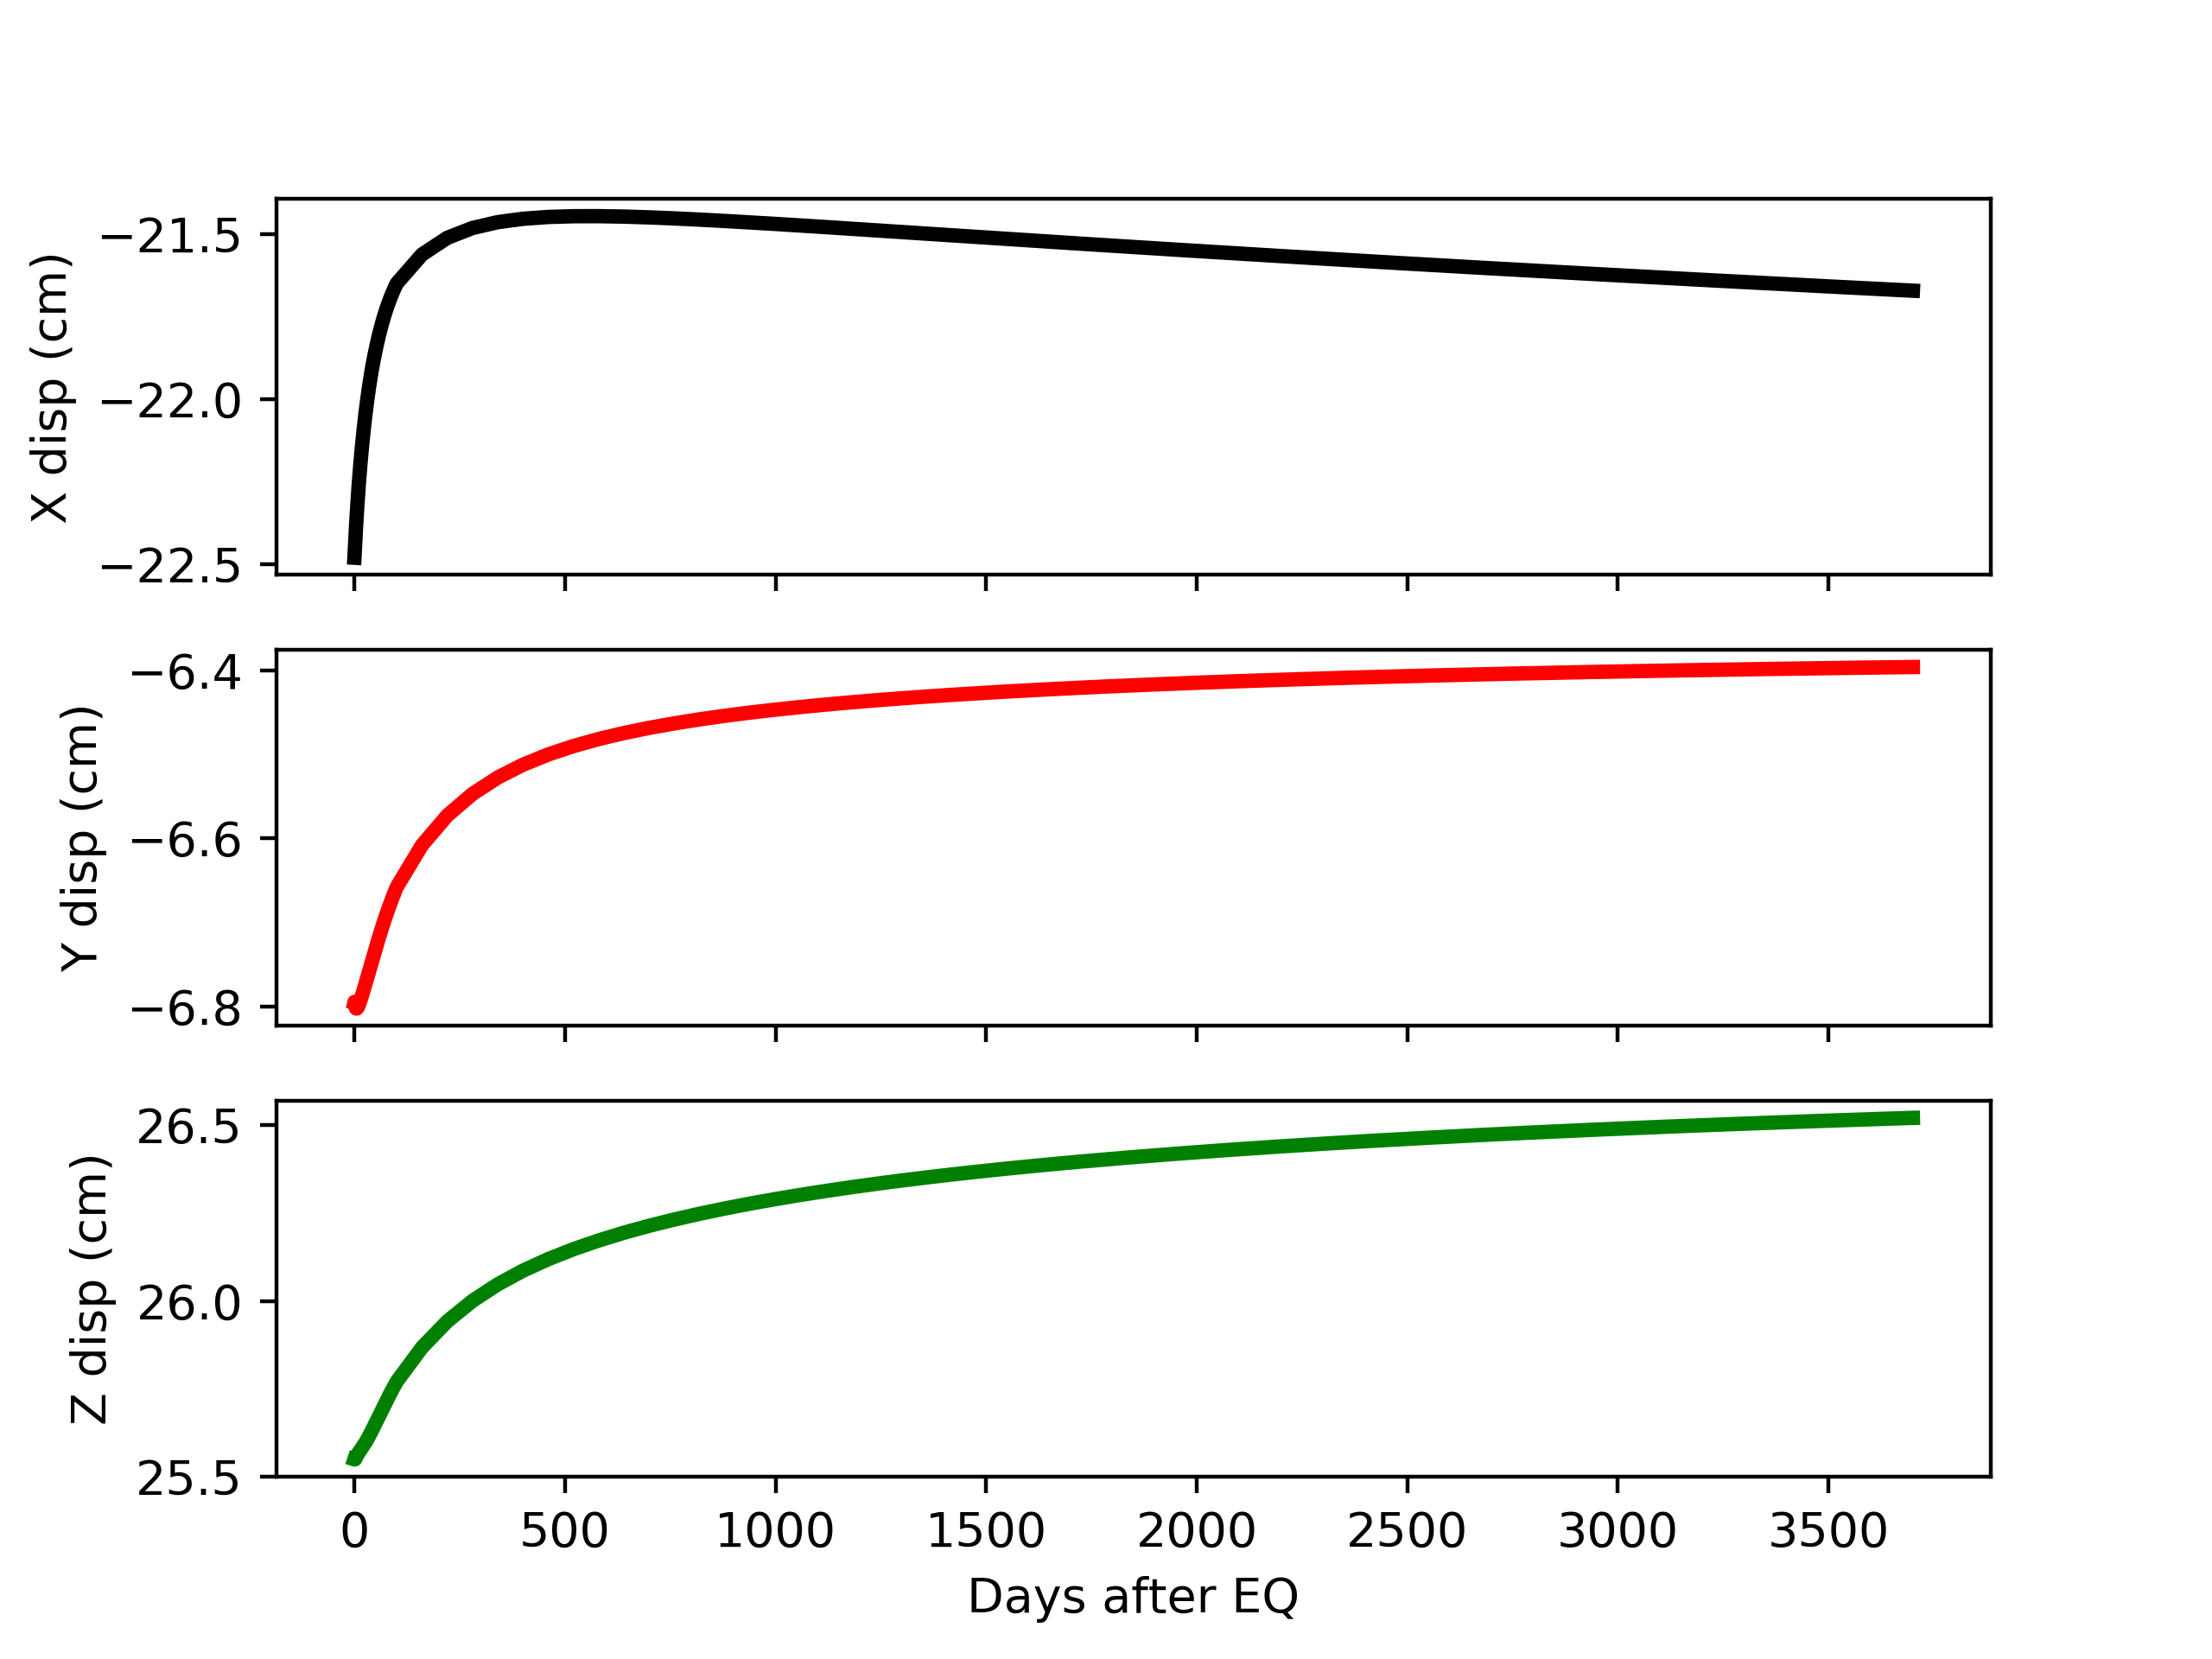 X disp (cm)
−21.5
−22.0
−22.5
Y disp (cm)
−6.4
−6.6
−6.8
Z disp (cm)
26.5
26.0
25.5
0 500 1000 1500 2000 2500 3000 3500
Days after EQ